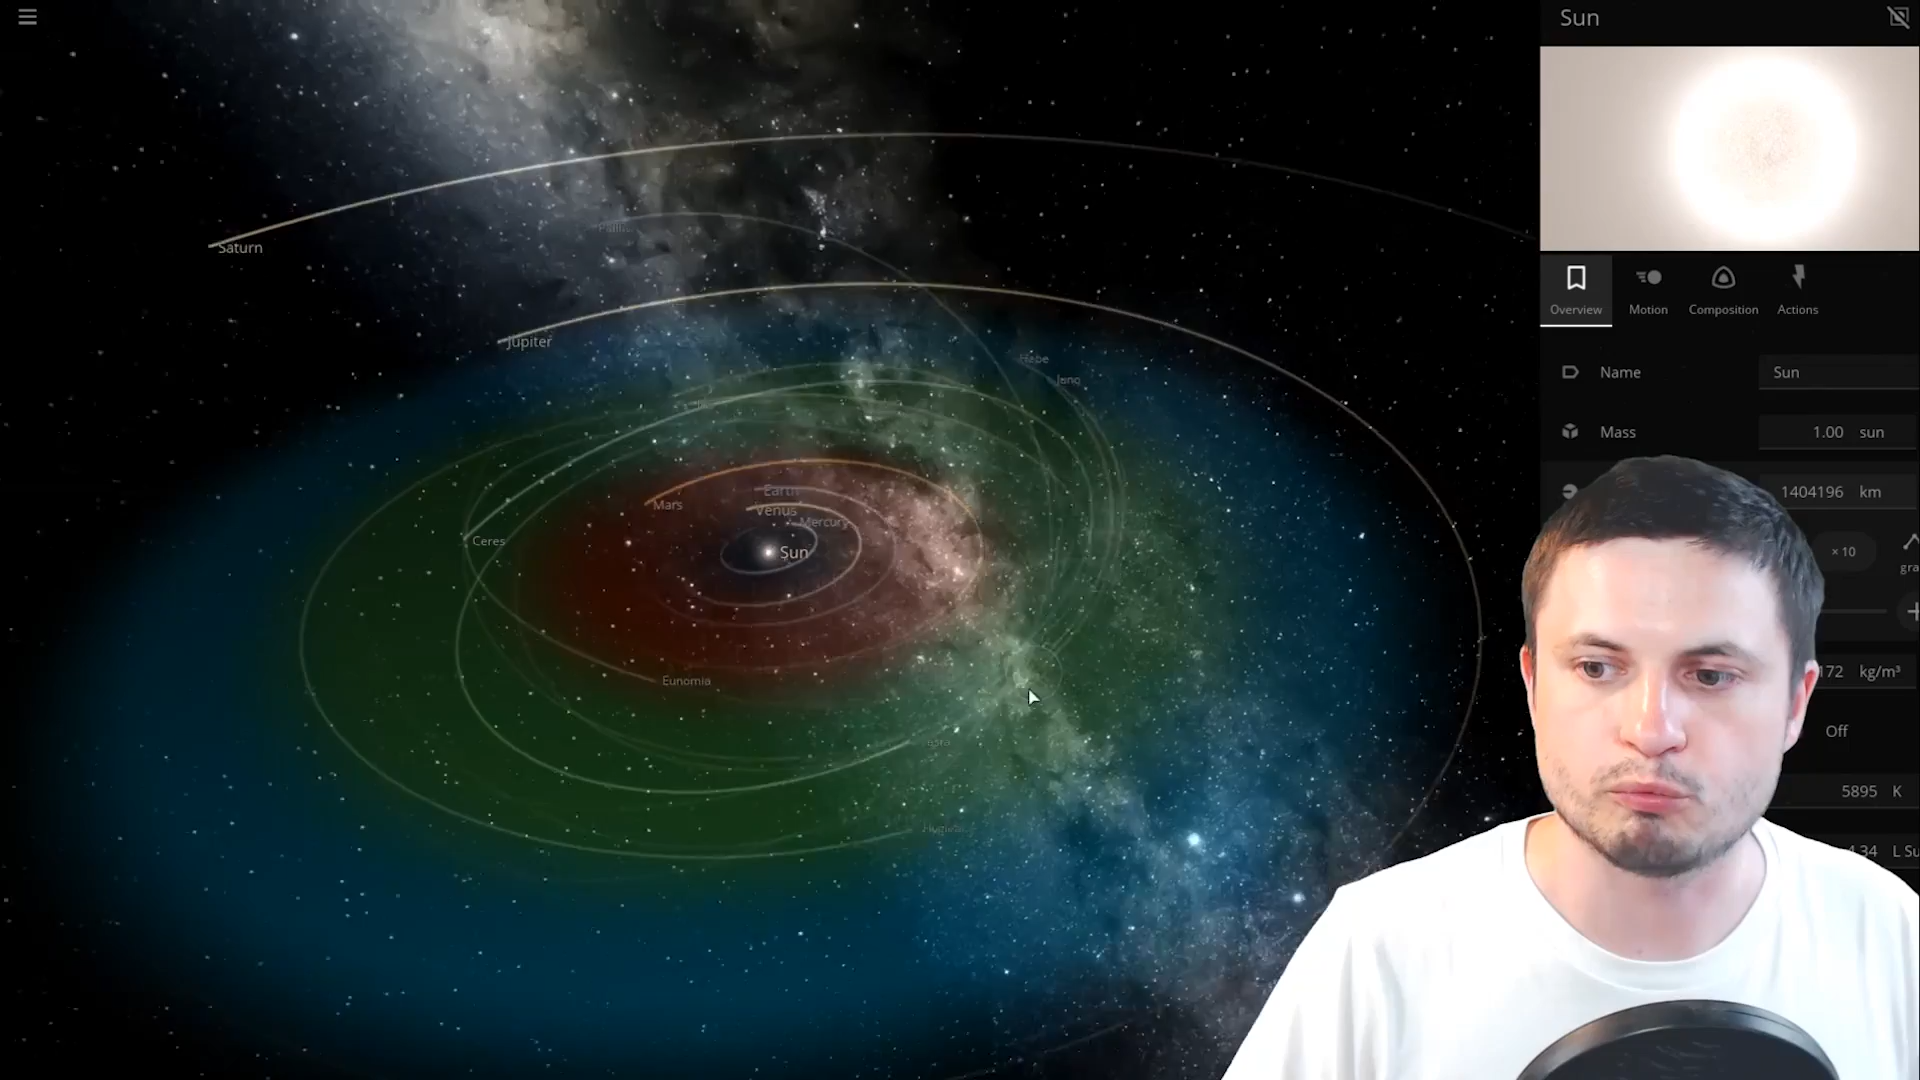 Sun
Saturn
Jupiter
Hebe
Juno
Overview
Motion
Composition
Actions
Name
Sun
Mass
1.00 sun
Earth
Mars
Venus
Mercury
1404196 km
Ceres
Sun
× 10
Eunomia
172 kg/m³
Off
5895 K